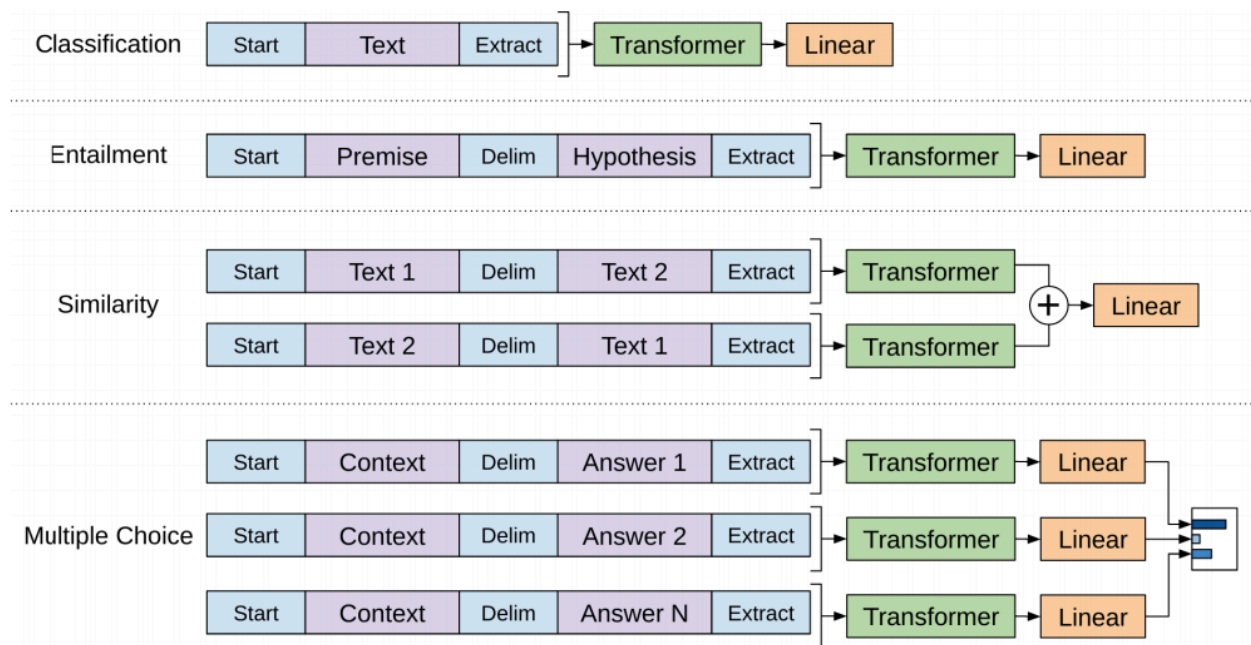 Classification Start Text Extract Transformer Linear
Entailment Start Premise Delim Hypothesis Extract Transformer Linear
Similarity
Start Text 1 Delim Text 2 Extract Transformer
+ Linear
Start Text 2 Delim Text 1 Extract Transformer
Multiple Choice
Start Context Delim Answer 1 Extract Transformer Linear
Start Context Delim Answer 2 Extract Transformer Linear
Start Context Delim Answer N Extract Transformer Linear